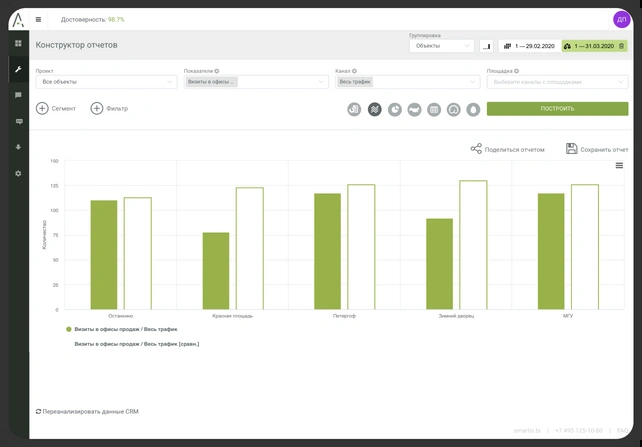 Достоверность: 98.7%
ДП
Конструктор отчетов
Группировка
Объекты
1 — 29.02.2020
1 — 31.03.2020
Проект
Показатели
Канал
Площадка
Все объекты
Визиты в офисы ...
Весь трафик
Выберите каналы с площадками
Сегмент
Фильтр
ПОСТРОИТЬ
Поделиться отчетом
Сохранить отчет
Количество
150
125
100
75
50
25
0
Останкино
Красная площадь
Петергоф
Зимний дворец
МГУ
Визиты в офисы продаж / Весь трафик
Визиты в офисы продаж / Весь трафик [сравн.]
Переанализировать данные CRM
smartis.bi | +7 495 125-10-60 | FAQ